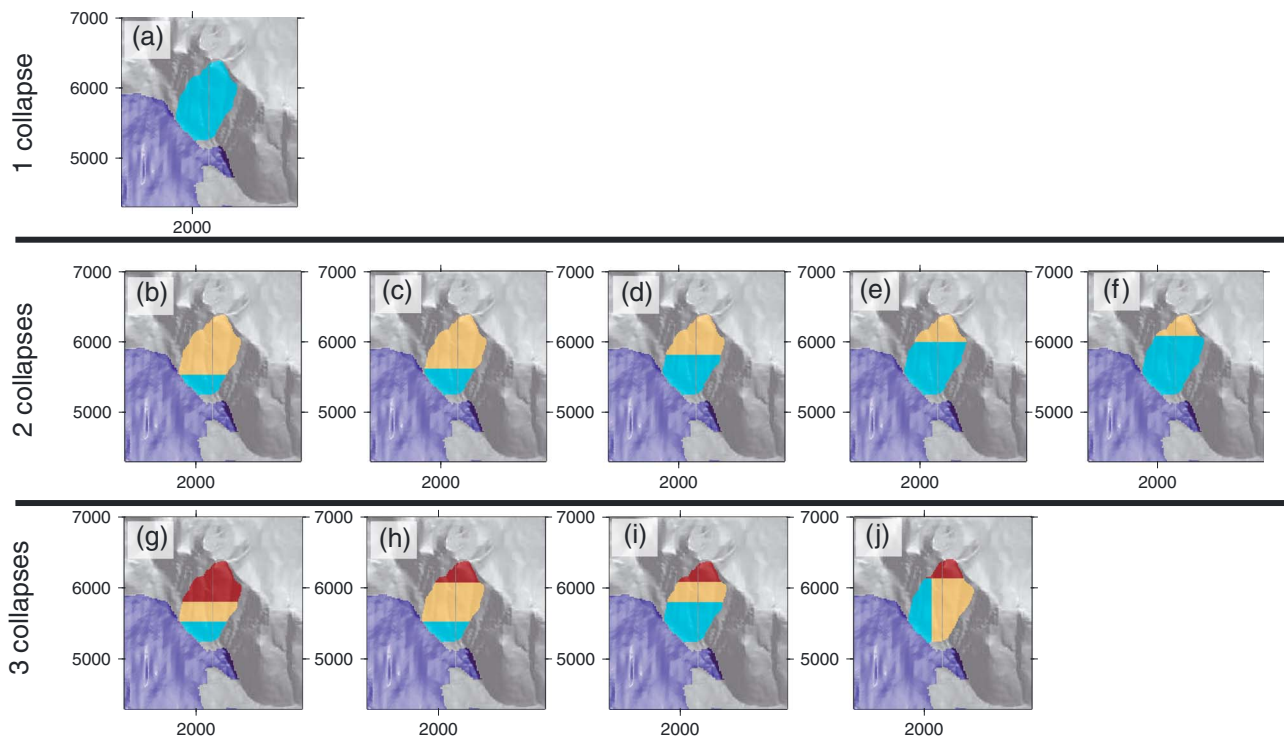 1 collapse
(a)
7000
6000
5000
2000
2 collapses
(b) (c) (d) (e) (f)
7000 7000 7000 7000 7000
6000 6000 6000 6000 6000
5000 5000 5000 5000 5000
2000 2000 2000 2000 2000
3 collapses
(g) (h) (i) (j)
7000 7000 7000 7000
6000 6000 6000 6000
5000 5000 5000 5000
2000 2000 2000 2000